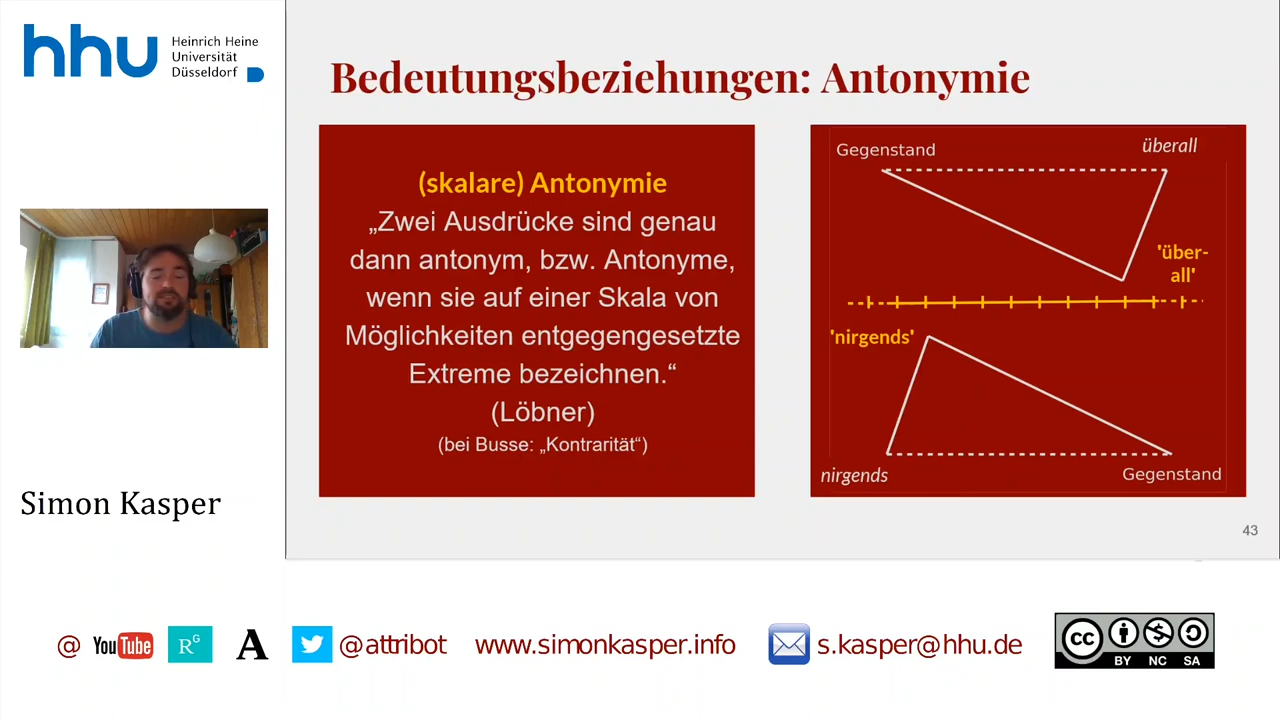 hhu
Heinrich Heine
Universität
Düsseldorf
Bedeutungsbeziehungen: Antonymie
(skalare) Antonymie
„Zwei Ausdrücke sind genau
dann antonym, bzw. Antonyme,
wenn sie auf einer Skala von
Möglichkeiten entgegengesetzte
Extreme bezeichnen.“
(Löbner)
(bei Busse: „Kontrarität“)
Gegenstand
überall
'über-
all'
'nirgends'
nirgends
Gegenstand
43
Simon Kasper
@ YouTube RG A @attribot www.simonkasper.info s.kasper@hhu.de
cc
BY NC SA